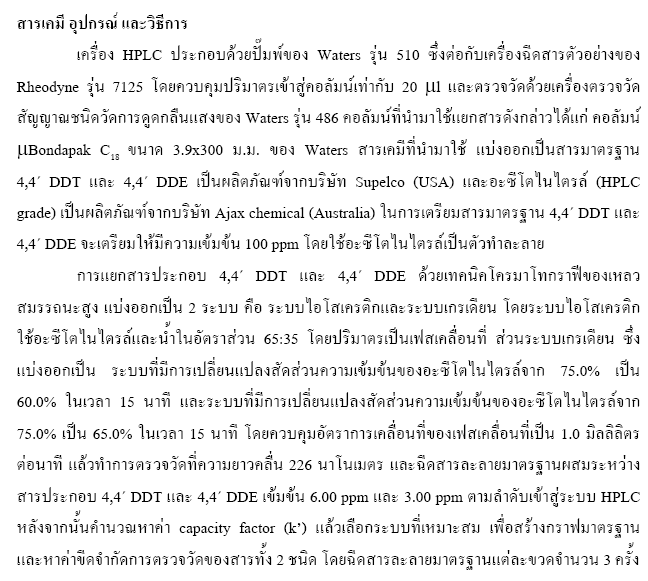 สารเคมี อุปกรณ์ และวิธีการ
เครื่อง HPLC ประกอบด้วยปั๊มพ์ของ Waters รุ่น 510 ซึ่งต่อกับเครื่องฉีดสารตัวอย่างของ
Rheodyne รุ่น 7125 โดยควบคุมปริมาตรเข้าสู่คอลัมน์เท่ากับ 20 µl และตรวจวัดด้วยเครื่องตรวจวัด
สัญญาณชนิดวัดการดูดกลืนแสงของ Waters รุ่น 486 คอลัมน์ที่นำมาใช้แยกสารดังกล่าวได้แก่ คอลัมน์
µBondapak C₁₈ ขนาด 3.9x300 ม.ม. ของ Waters สารเคมีที่นำมาใช้ แบ่งออกเป็นสารมาตรฐาน
4,4´ DDT และ 4,4´ DDE เป็นผลิตภัณฑ์จากบริษัท Supelco (USA) และอะซีโตไนไตรล์ (HPLC
grade) เป็นผลิตภัณฑ์จากบริษัท Ajax chemical (Australia) ในการเตรียมสารมาตรฐาน 4,4´ DDT และ
4,4´ DDE จะเตรียมให้มีความเข้มข้น 100 ppm โดยใช้อะซีโตไนไตรล์เป็นตัวทำละลาย
การแยกสารประกอบ 4,4´ DDT และ 4,4´ DDE ด้วยเทคนิคโครมาโทกราฟีของเหลว
สมรรถนะสูง แบ่งออกเป็น 2 ระบบ คือ ระบบไอโสเครติกและระบบเกรเดียน โดยระบบไอโสเครติก
ใช้อะซีโตไนไตรล์และน้ำในอัตราส่วน 65:35 โดยปริมาตรเป็นเฟสเคลื่อนที่ ส่วนระบบเกรเดียน ซึ่ง
แบ่งออกเป็น ระบบที่มีการเปลี่ยนแปลงสัดส่วนความเข้มข้นของอะซีโตไนไตรล์จาก 75.0% เป็น
60.0% ในเวลา 15 นาที และระบบที่มีการเปลี่ยนแปลงสัดส่วนความเข้มข้นของอะซีโตไนไตรล์จาก
75.0% เป็น 65.0% ในเวลา 15 นาที โดยควบคุมอัตราการเคลื่อนที่ของเฟสเคลื่อนที่เป็น 1.0 มิลลิลิตร
ต่อนาที แล้วทำการตรวจวัดที่ความยาวคลื่น 226 นาโนเมตร และฉีดสารละลายมาตรฐานผสมระหว่าง
สารประกอบ 4,4´ DDT และ 4,4´ DDE เข้มข้น 6.00 ppm และ 3.00 ppm ตามลำดับเข้าสู่ระบบ HPLC
หลังจากนั้นคำนวณหาค่า capacity factor (k’) แล้วเลือกระบบที่เหมาะสม เพื่อสร้างกราฟมาตรฐาน
และหาค่าขีดจำกัดการตรวจวัดของสารทั้ง 2 ชนิด โดยฉีดสารละลายมาตรฐานแต่ละขวดจำนวน 3 ครั้ง